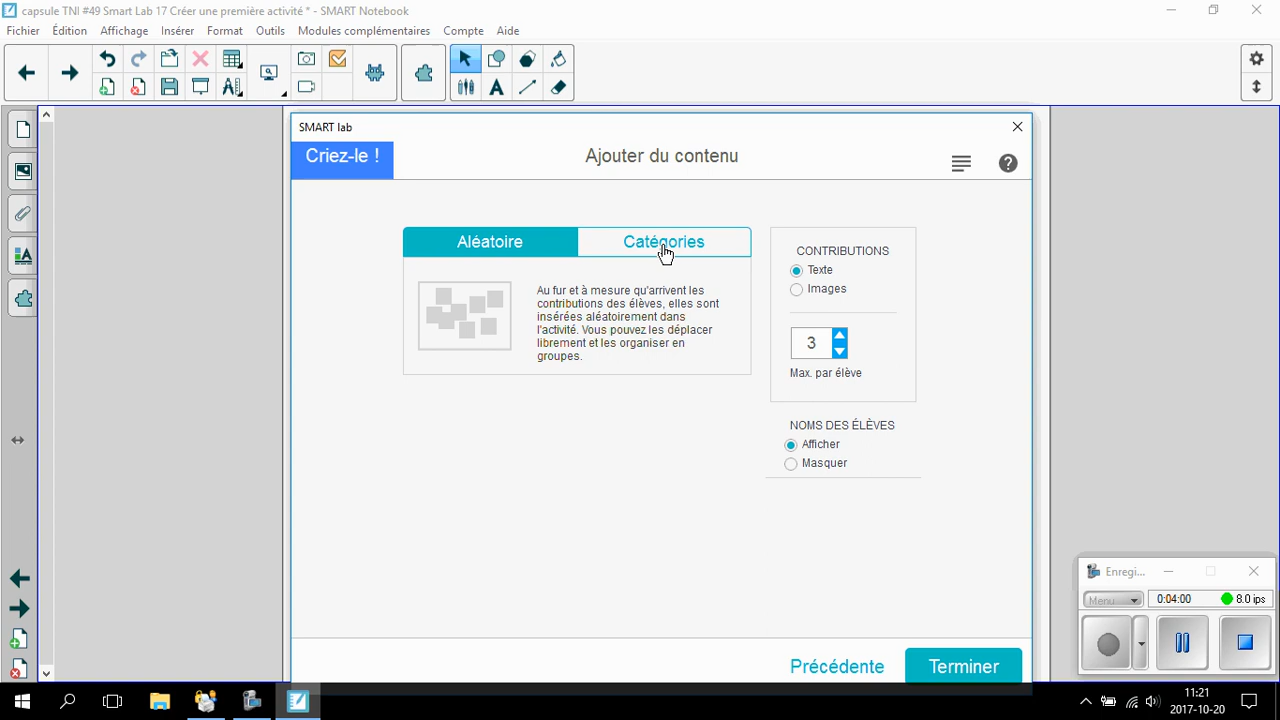 capsule TNI #49 Smart Lab 17 Créer une première activité * - SMART Notebook
Fichier Édition Affichage Insérer Format Outils Modules complémentaires Compte Aide
SMART lab
Criez-le !
Ajouter du contenu
Aléatoire
Catégories
Au fur et à mesure qu'arrivent les
contributions des élèves, elles sont
insérées aléatoirement dans
l'activité. Vous pouvez les déplacer
librement et les organiser en
groupes.
CONTRIBUTIONS
Texte
Images
3
Max. par élève
NOMS DES ÉLÈVES
Afficher
Masquer
Précédente
Terminer
Enregi...
Menu
0:04:00
8.0 ips
11:21
2017-10-20